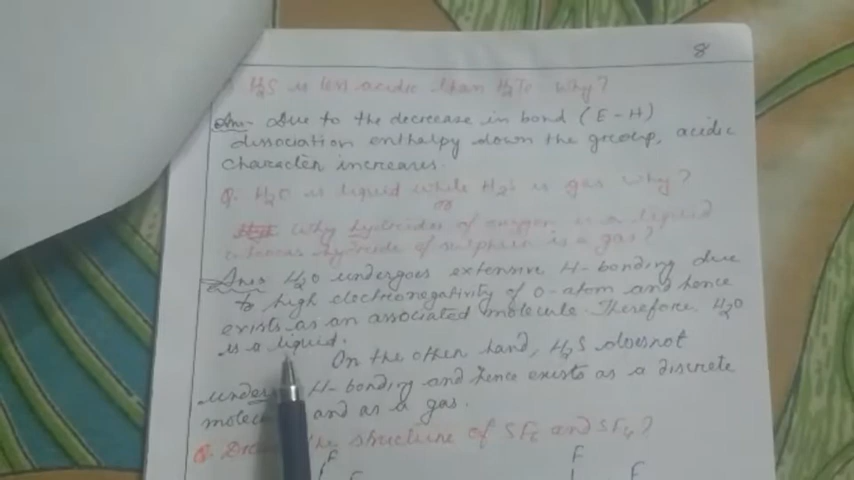 8
H2S is less acidic than H2Te Why?
Ans- Due to the decrease in bond (E-H)
dissociation enthalpy down the group, acidic
character increases.
Q. H2O is liquid while H2S is gas Why?
or
Why hydrides of oxygen is a liquid
whereas hydride of sulphur is a gas?
Ans H2O undergoes extensive H-bonding due
to high electronegativity of O-atom and hence
exists as an associated molecule. Therefore H2O
is a liquid.
On the other hand, H2S doesnot
H-bonding and hence exists as a discrete
and as a gas.
Q. the structure of and SF4?
F
F F F